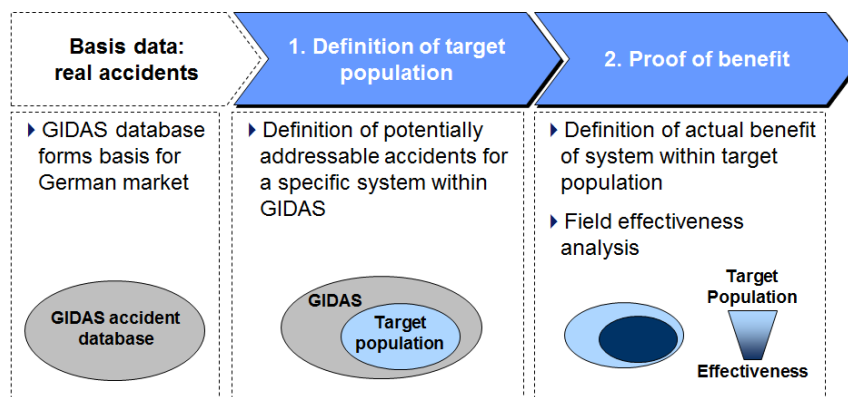 Basis data:
real accidents
1. Definition of target
population
2. Proof of benefit
GIDAS database
forms basis for
German market
Definition of potentially
addressable accidents for
a specific system within
GIDAS
Definition of actual benefit
of system within target
population
Field effectiveness
analysis
GIDAS accident
database
GIDAS
Target
population
Target
Population
Effectiveness